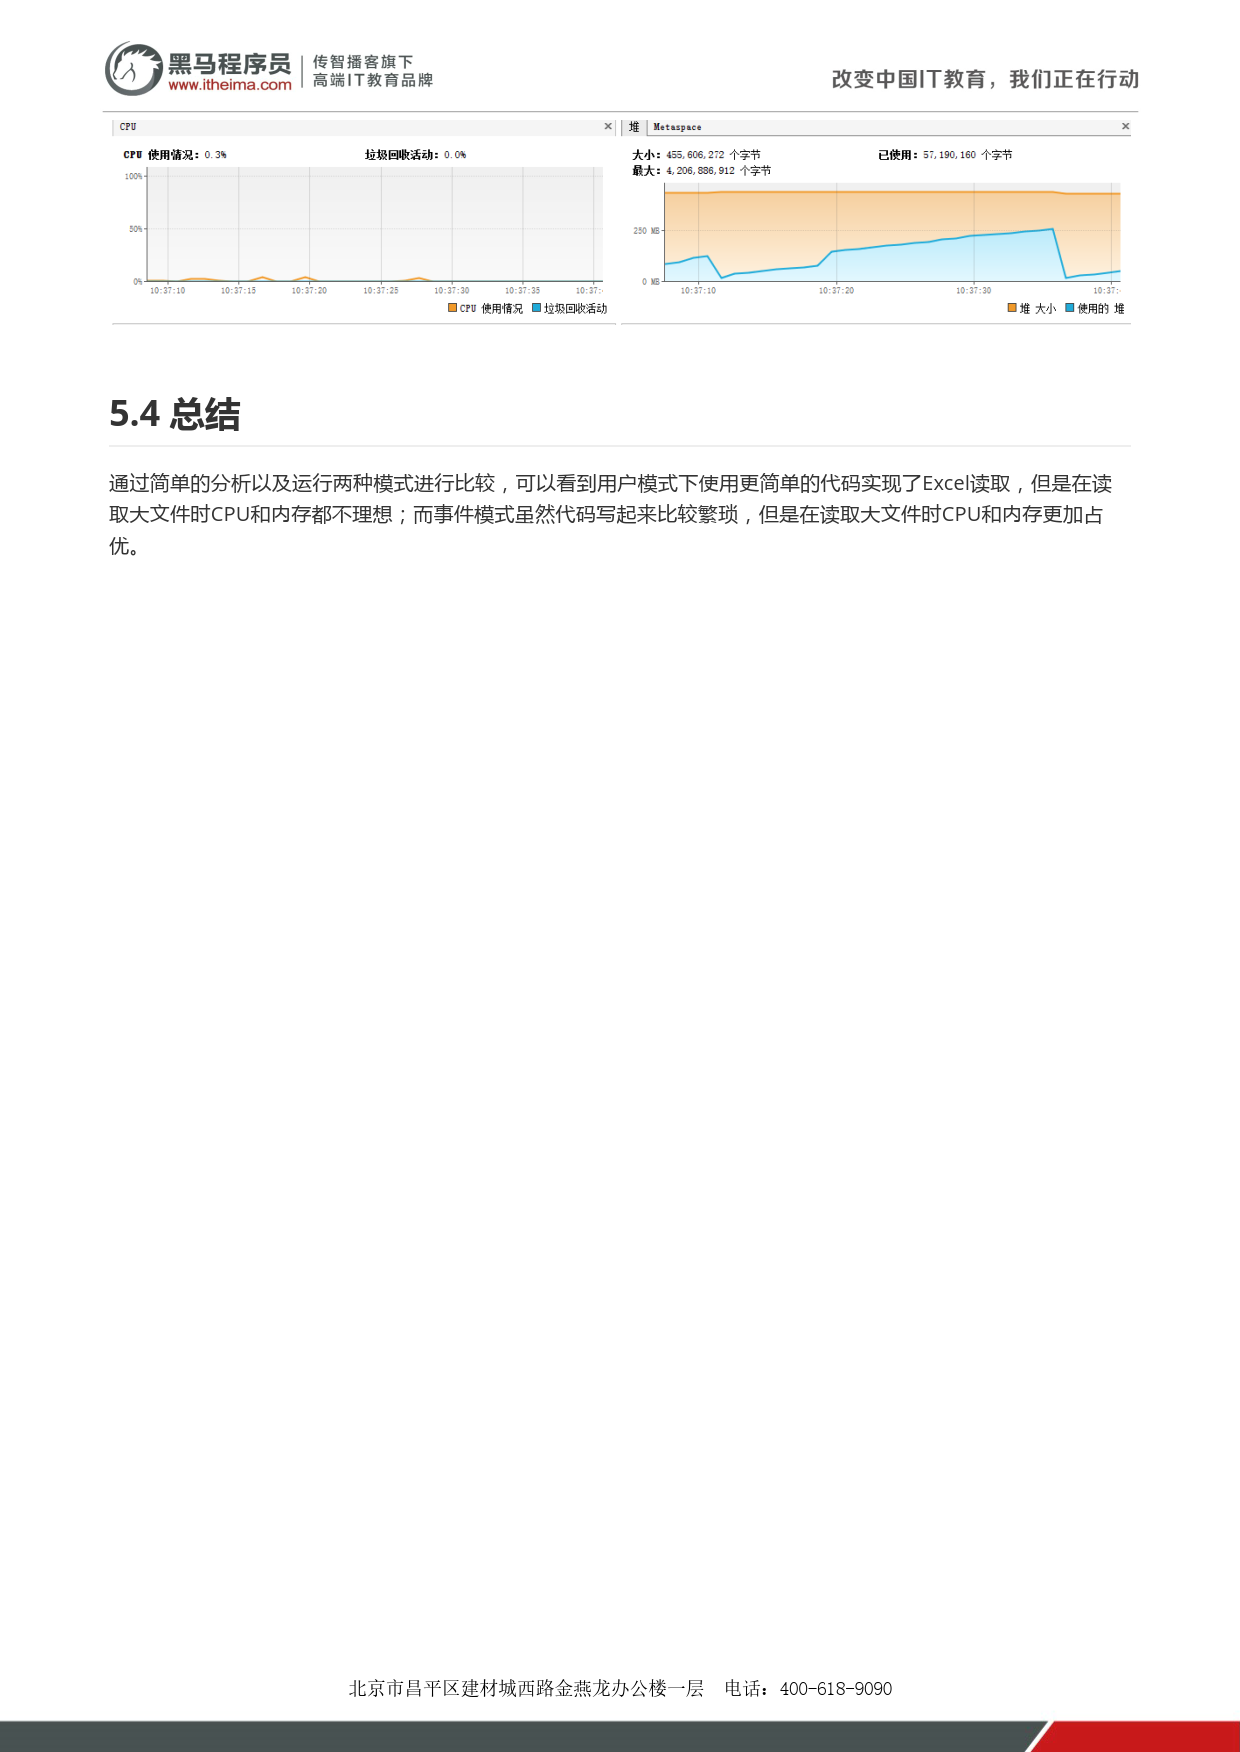 黑马程序员
www.itheima.com
传智播客旗下
高端IT教育品牌
改变中国IT教育，我们正在行动
CPU
CPU 使用情况：0.3%
垃圾回收活动：0.0%
100%
50%
0%
10:37:10 10:37:15 10:37:20 10:37:25 10:37:30 10:37:35 10:37:
CPU 使用情况 垃圾回收活动
堆 Metaspace
大小：455,606,272 个字节
已使用：57,190,160 个字节
最大：4,206,886,912 个字节
250 MB
0 MB
10:37:10 10:37:20 10:37:30 10:37:
堆 大小 使用的 堆
5.4 总结
通过简单的分析以及运行两种模式进行比较，可以看到用户模式下使用更简单的代码实现了Excel读取，但是在读
取大文件时CPU和内存都不理想；而事件模式虽然代码写起来比较繁琐，但是在读取大文件时CPU和内存更加占
优。
北京市昌平区建材城西路金燕龙办公楼一层 电话：400-618-9090